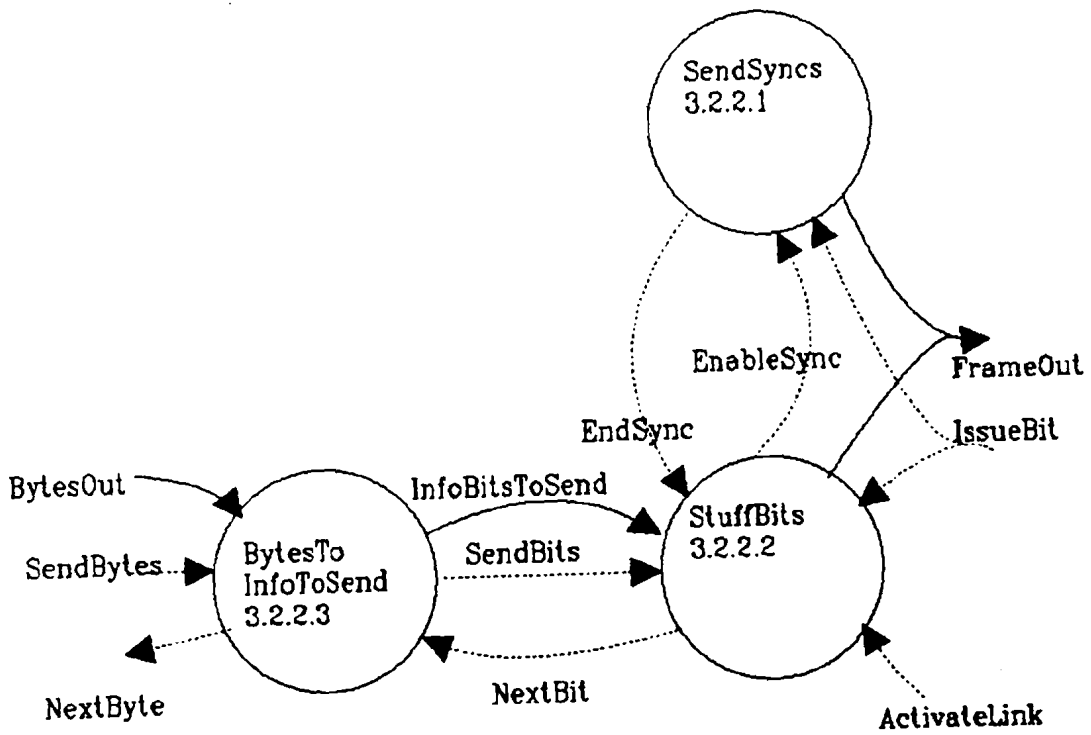 SendSyncs
3.2.2.1
EnableSync
FrameOut
EndSync
IssueBit
BytesOut
InfoBitsToSend
StuffBits
3.2.2.2
SendBytes
BytesTo
InfoToSend
3.2.2.3
SendBits
NextByte
NextBit
ActivateLink